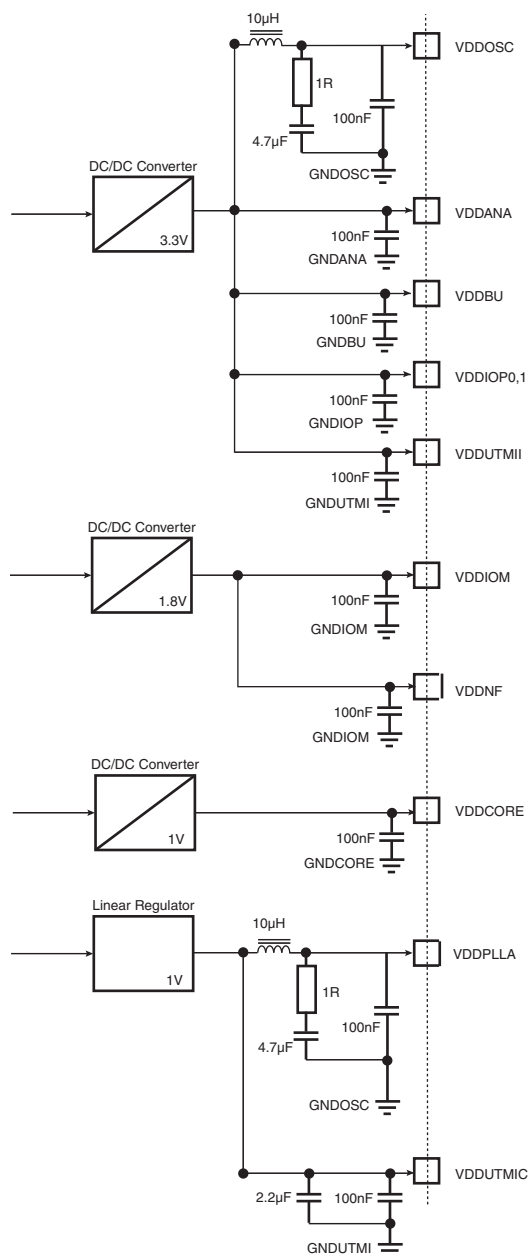 10µH
VDDOSC
1R
4.7µF
100nF
GNDOSC
DC/DC Converter
3.3V
VDDANA
100nF
GNDANA
VDDBU
100nF
GNDBU
VDDIOP0,1
100nF
GNDIOP
VDDUTMII
100nF
GNDUTMI
DC/DC Converter
1.8V
VDDIOM
100nF
GNDIOM
VDDNF
100nF
GNDIOM
DC/DC Converter
1V
VDDCORE
100nF
GNDCORE
Linear Regulator
1V
10µH
VDDPLLA
1R
4.7µF
100nF
GNDOSC
VDDUTMIC
2.2µF
100nF
GNDUTMI